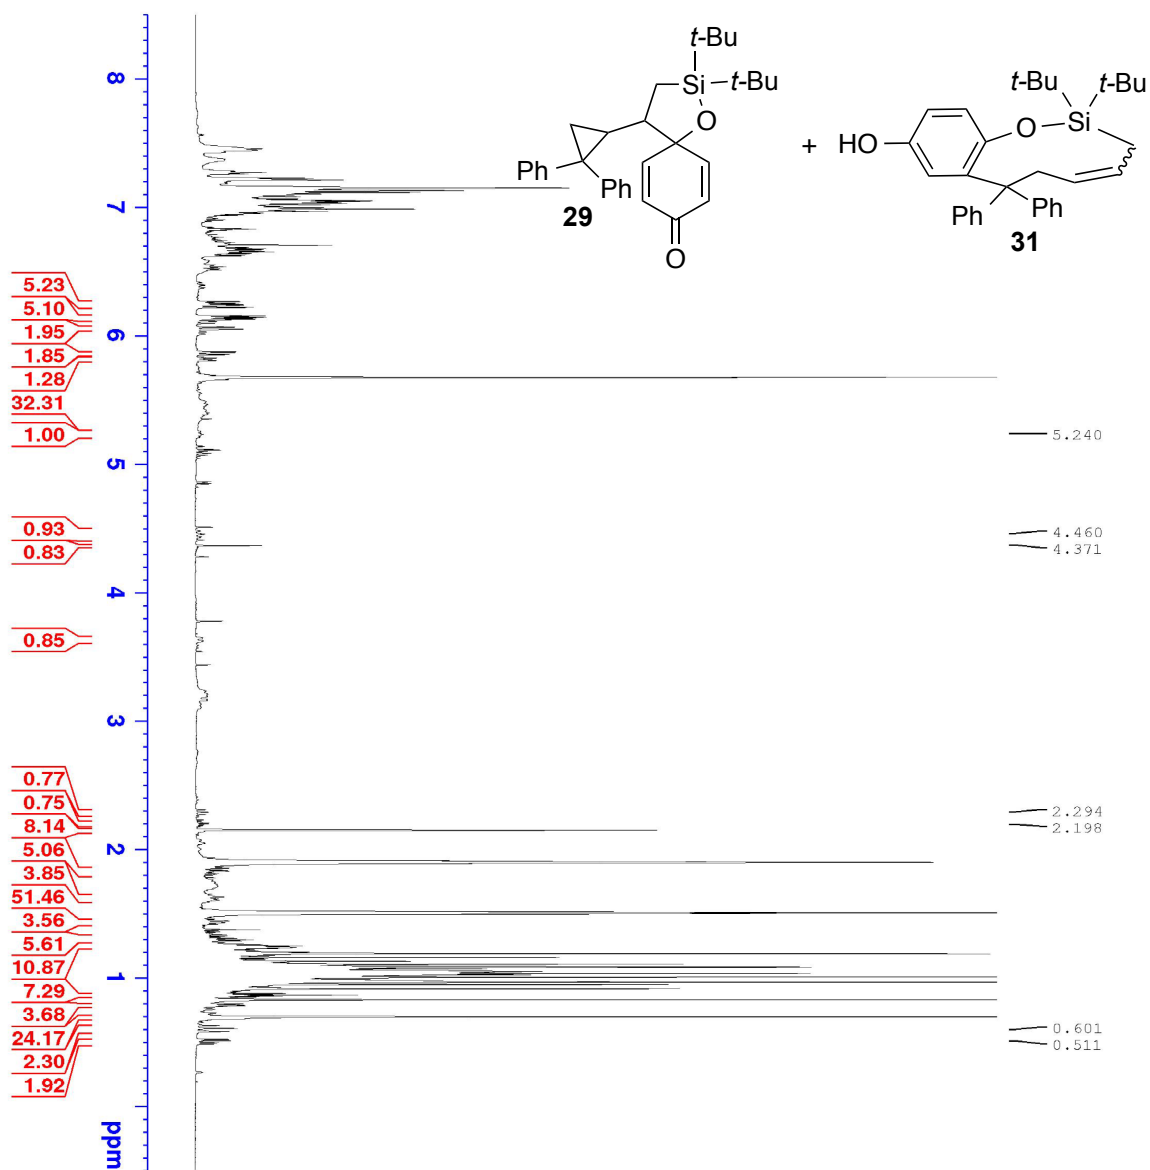 t-Bu
Si
t-Bu
O
Ph
Ph
29
O
+
t-Bu
t-Bu
O
Si
HO
Ph
Ph
31
8
7
6
5
4
3
2
1
ppm
5.23
5.10
1.95
1.85
1.28
32.31
1.00
0.93
0.83
0.85
0.77
0.75
8.14
5.06
3.85
51.46
3.56
5.61
10.87
7.29
3.68
24.17
2.30
1.92
5.240
4.460
4.371
2.294
2.198
0.601
0.511